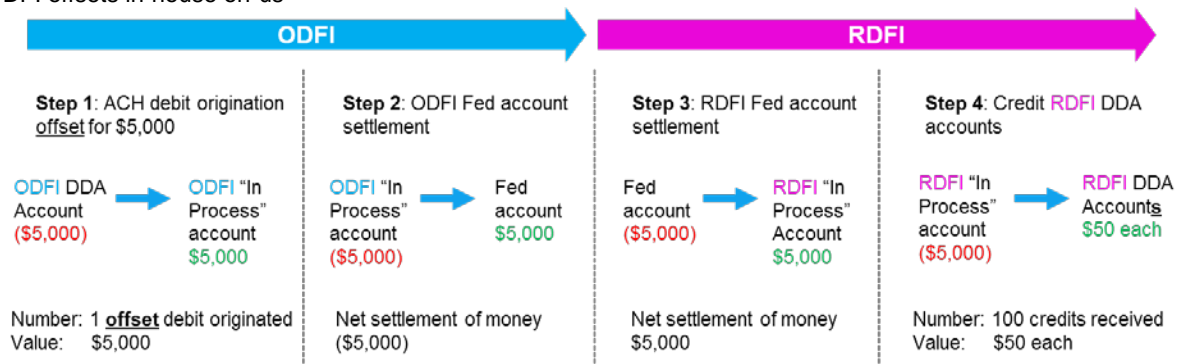 ODFI
RDFI
Step 1: ACH debit origination
offset for $5,000
ODFI DDA
Account
($5,000)
ODFI “In
Process”
account
$5,000
Number: 1 offset debit originated
Value: $5,000
Step 2: ODFI Fed account
settlement
ODFI “In
Process”
account
($5,000)
Fed
account
$5,000
Net settlement of money
($5,000)
Step 3: RDFI Fed account
settlement
Fed
account
($5,000)
RDFI “In
Process”
Account
$5,000
Net settlement of money
$5,000
Step 4: Credit RDFI DDA
accounts
RDFI “In
Process”
account
($5,000)
RDFI DDA
Accounts
$50 each
Number: 100 credits received
Value: $50 each